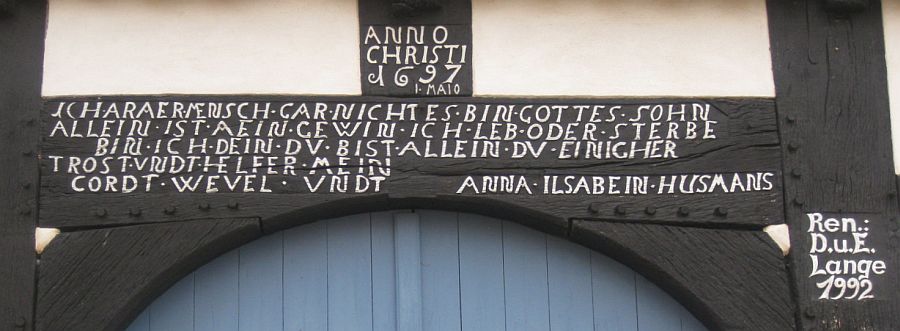 ANNO
CHRISTI
1697
1. MAIO
ICH·ARAER·MENSCH·GAR·NICHTES·BIN·GOTTES·SOHN
ALLEIN·IST·AEIN·GEWIN·ICH·LEB·ODER·STERBE
BIN·ICH·DEIN·DV·BIST·ALLEIN·DV·EINIGHER
TROST·VNDT·HELFER·MEIN
CORDT·WEVEL·VNDT ANNA·ILSABEIN·HUSMANS
Ren.:
D.u.E.
Lange
1992